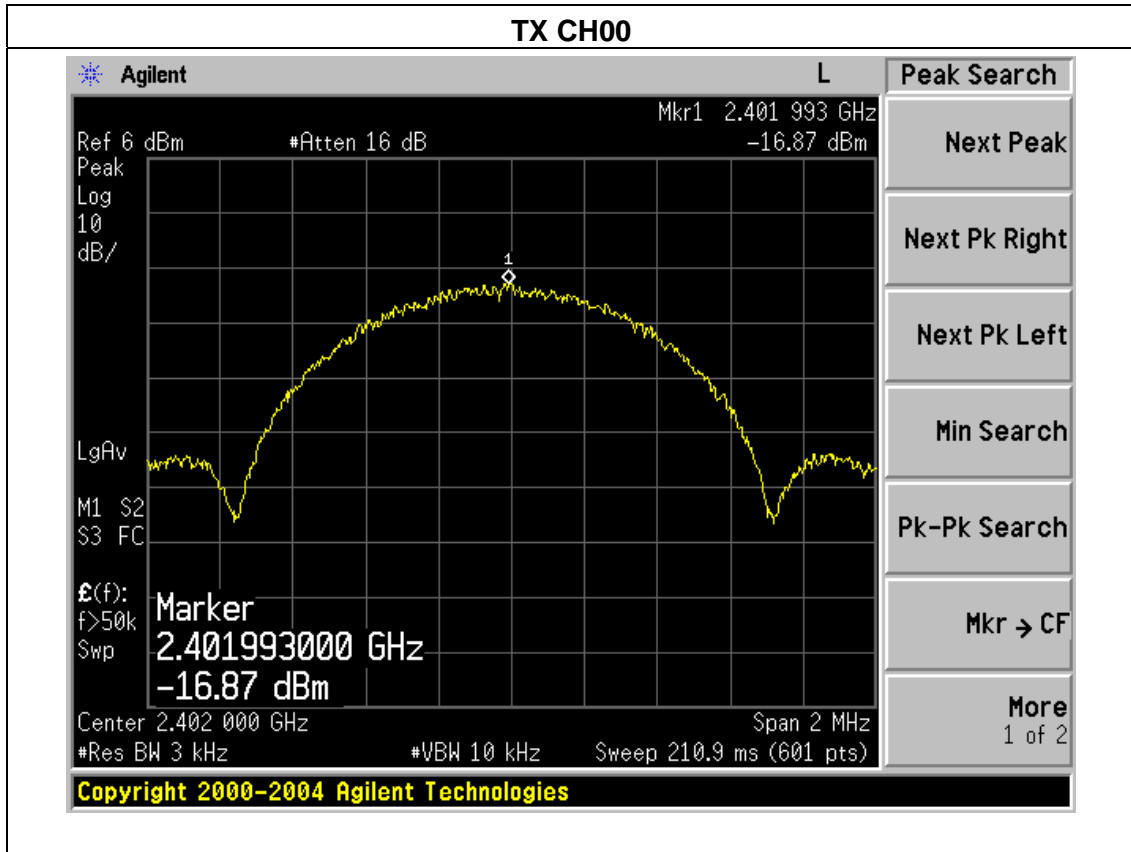 TX CH00
Agilent L Peak Search
Mkr1 2.401 993 GHz
Ref 6 dBm #Atten 16 dB -16.87 dBm
Peak
Log
10
dB/
1
LgAv
M1 S2
S3 FC
£(f):
f>50k
Swp
Marker
2.401993000 GHz
-16.87 dBm
Center 2.402 000 GHz Span 2 MHz
#Res BW 3 kHz #VBW 10 kHz Sweep 210.9 ms (601 pts)
Copyright 2000-2004 Agilent Technologies
Next Peak
Next Pk Right
Next Pk Left
Min Search
Pk-Pk Search
Mkr → CF
More
1 of 2